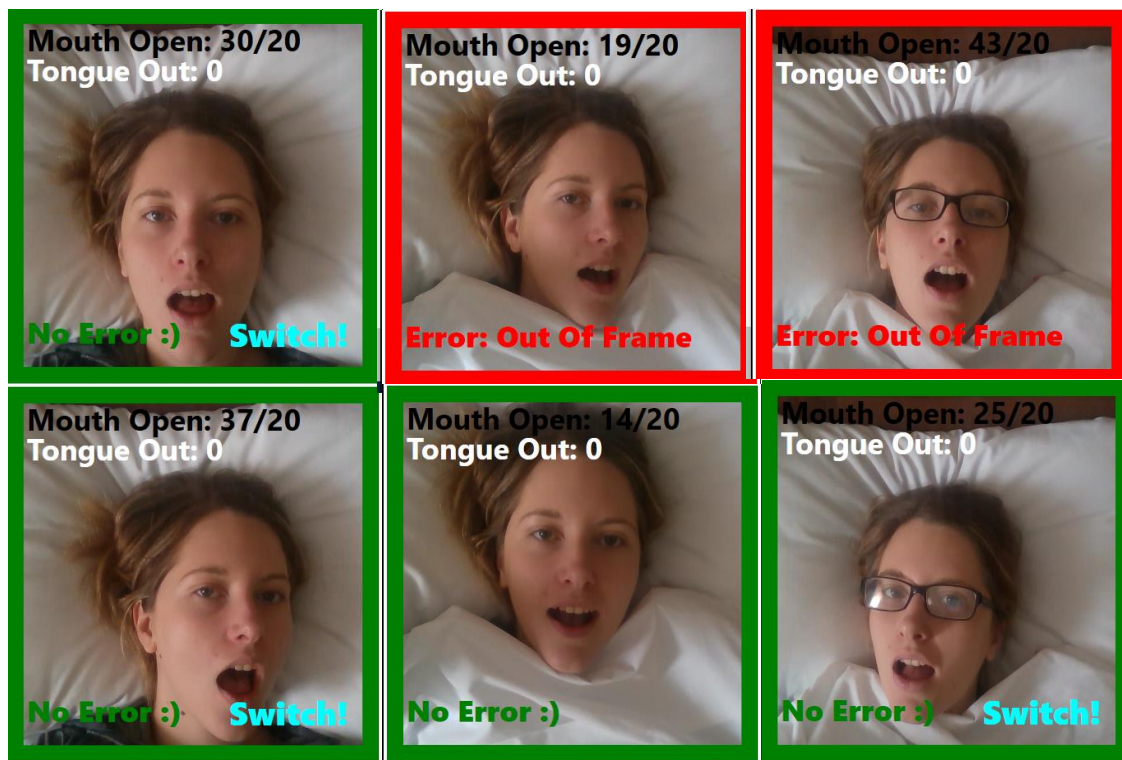 Mouth Open: 30/20
Tongue Out: 0
No Error :)
Switch!
Mouth Open: 19/20
Tongue Out: 0
Error: Out Of Frame
Mouth Open: 43/20
Tongue Out: 0
Error: Out Of Frame
Mouth Open: 37/20
Tongue Out: 0
No Error :)
Switch!
Mouth Open: 14/20
Tongue Out: 0
No Error :)
Mouth Open: 25/20
Tongue Out: 0
No Error :)
Switch!